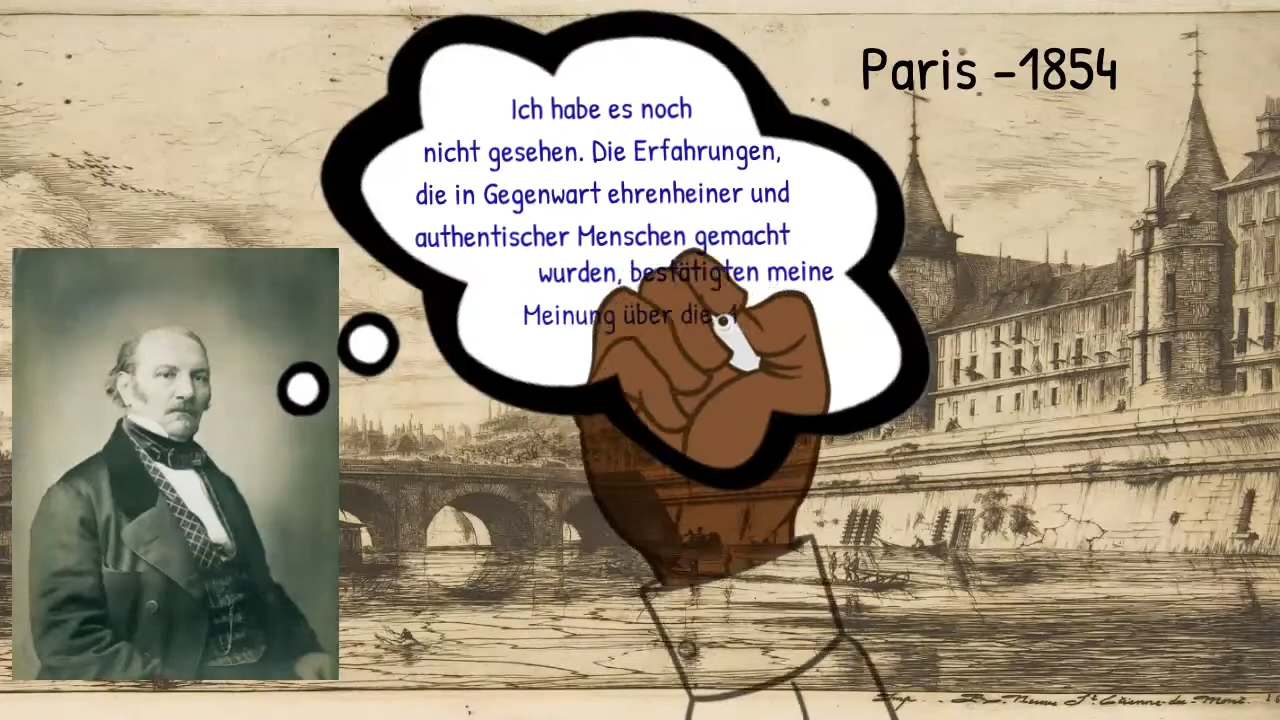 Paris -1854
Ich habe es noch
nicht gesehen. Die Erfahrungen,
die in Gegenwart ehrenheiner und
authentischer Menschen gemacht
wurden, bestätigten meine
Meinung über die